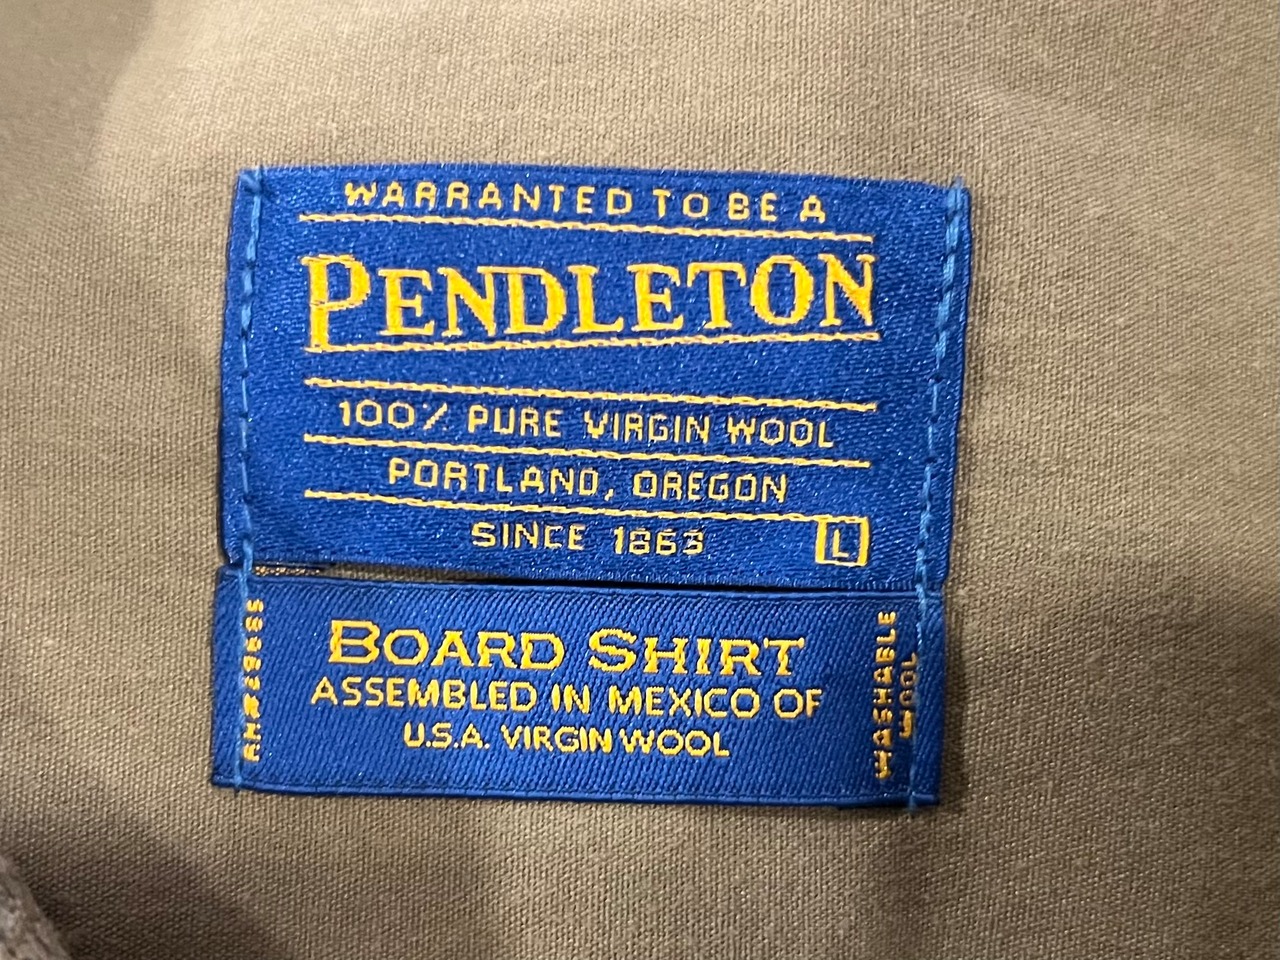 WARRANTED TO BE A
PENDLETON
100% PURE VIRGIN WOOL
PORTLAND, OREGON
SINCE 1863
L
BOARD SHIRT
ASSEMBLED IN MEXICO OF
U.S.A. VIRGIN WOOL
WASHABLE
WOOL